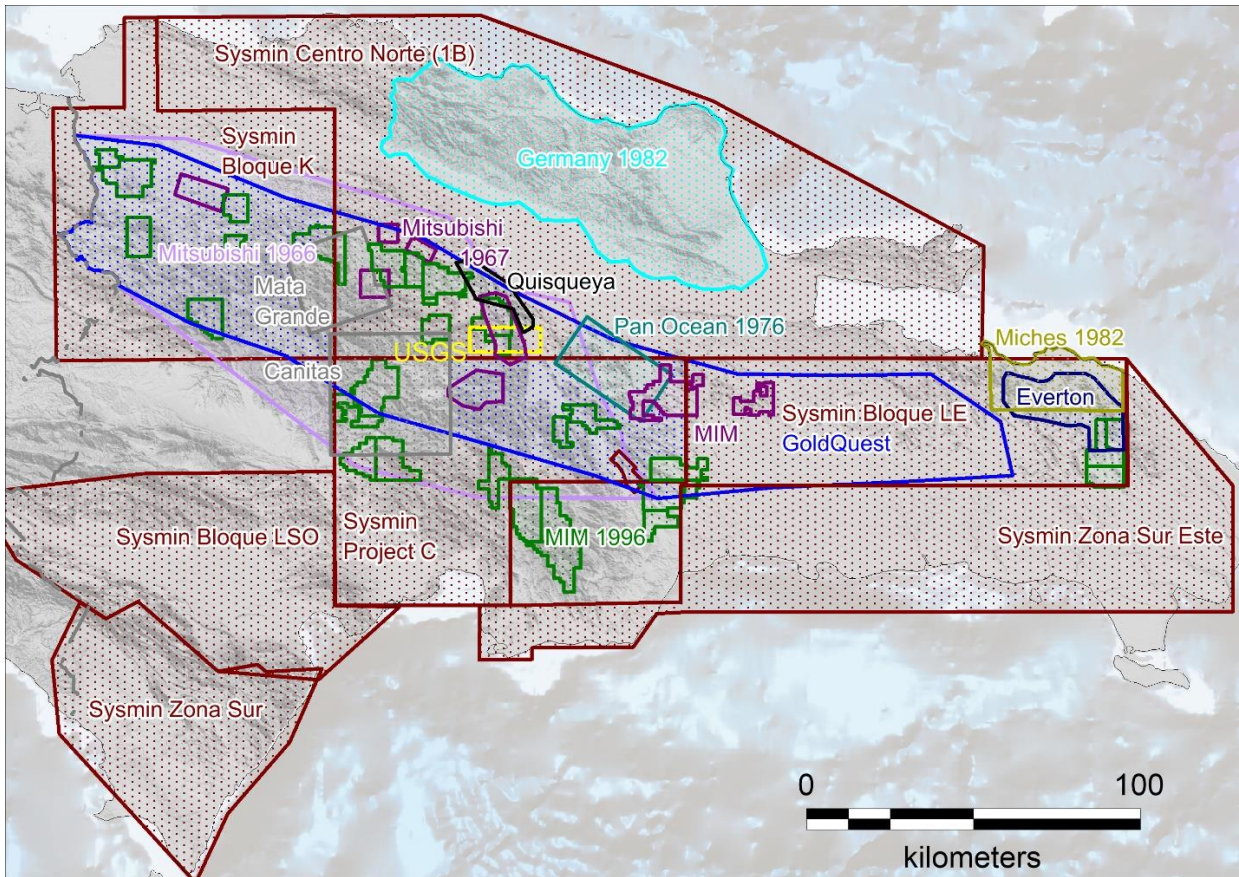 Sysmin Centro Norte (1B)
Sysmin
Bloque K
Germany 1982
Mitsubishi
1967
Mitsubishi 1966
Quisqueya
Mata
Grande
Pan Ocean 1976
USGS
Canitas
Miches 1982
Everton
Sysmin Bloque LE
MIM
GoldQuest
Sysmin
Project C
Sysmin Bloque LSO
MIM 1996
Sysmin Zona Sur Este
Sysmin Zona Sur
0 100
kilometers